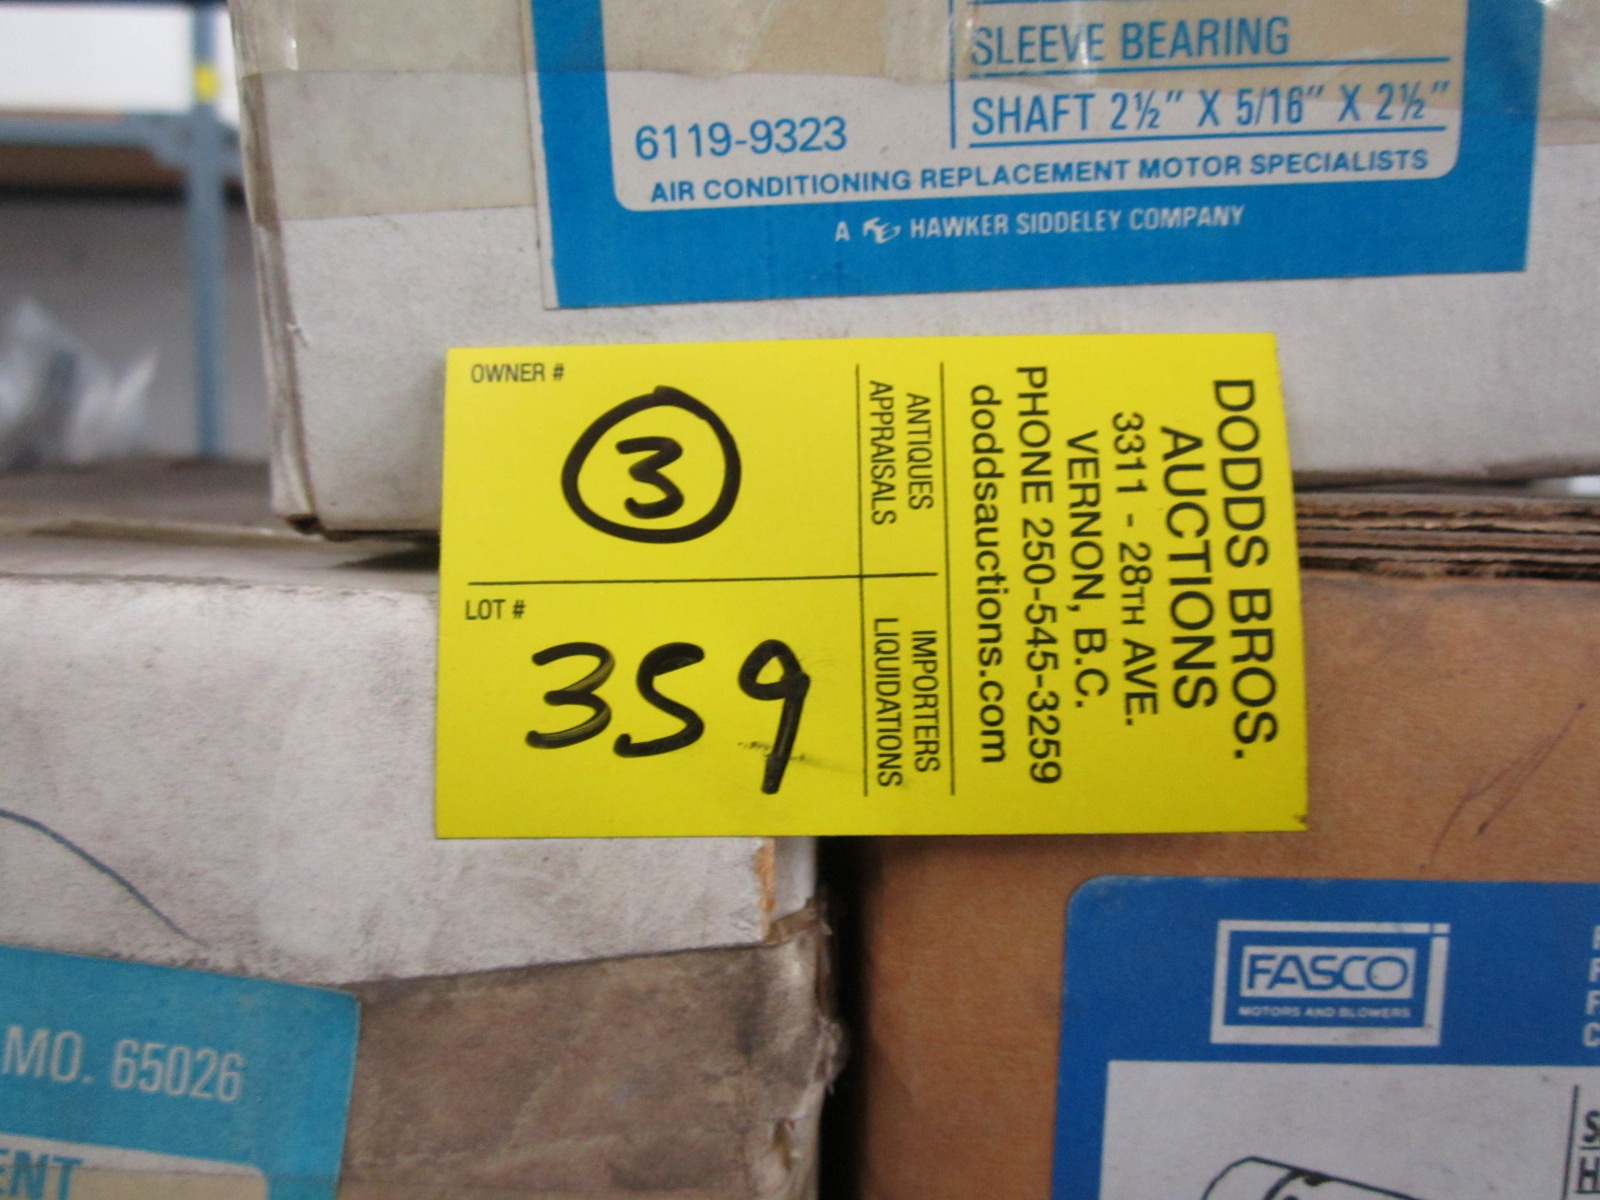 SLEEVE BEARING
SHAFT 2½" X 5/16" X 2½"
6119-9323
AIR CONDITIONING REPLACEMENT MOTOR SPECIALISTS
A HAWKER SIDDELEY COMPANY
OWNER #
3
LOT #
359
ANTIQUES
APPRAISALS
IMPORTERS
LIQUIDATIONS
DODDS BROS.
AUCTIONS
3311 - 28TH AVE.
VERNON, B.C.
PHONE 250-545-3259
doddsauctions.com
MO. 65026
FASCO
MOTORS AND BLOWERS